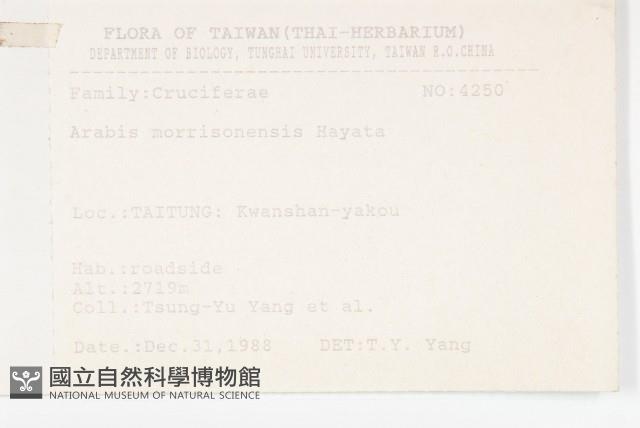 FLORA OF TAIWAN(THAI-HERBARIUM)
DEPARTMENT OF BIOLOGY, TUNGHAI UNIVERSITY, TAIWAN R.O.CHINA
Family:Cruciferae NO:4250
Arabis morrisonensis Hayata
Loc.:TAITUNG: Kwanshan-yakou
Hab.:roadside
Alt.:2719m
Coll.:Tsung-Yu Yang et al.
Date.:Dec.31,1988 DET:T.Y. Yang
國立自然科學博物館
NATIONAL MUSEUM OF NATURAL SCIENCE